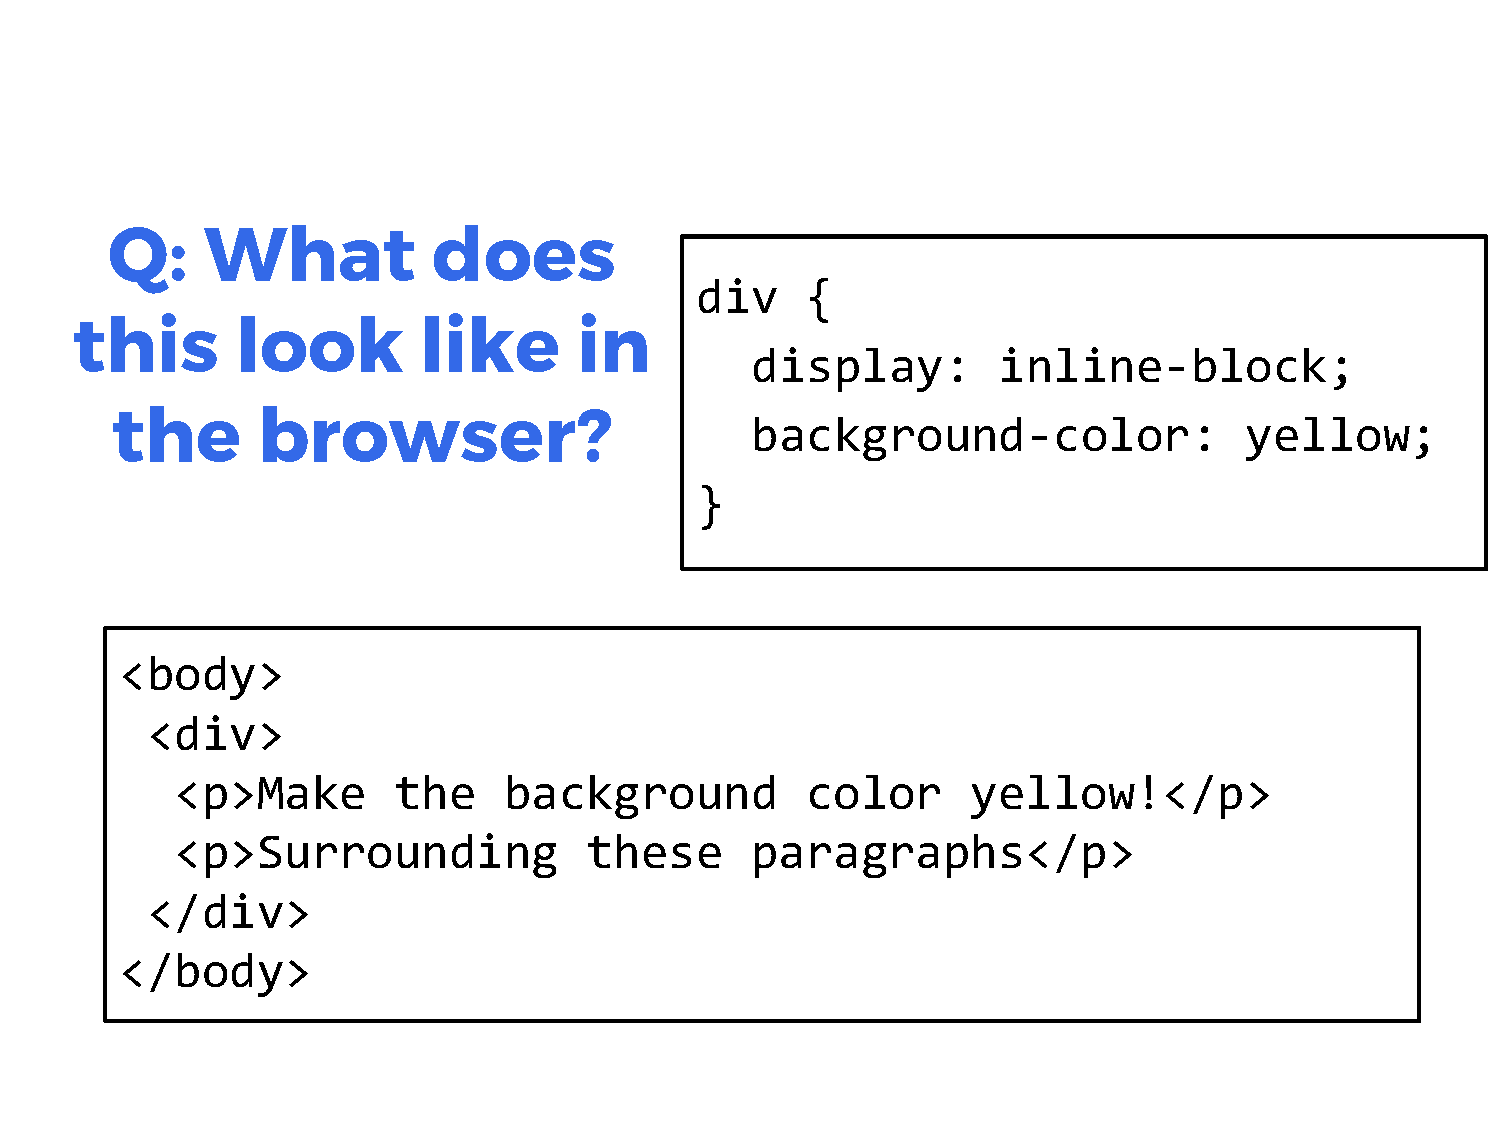 Q: What does
this look like in
the browser?
div {
  display: inline-block;
  background-color: yellow;
}
<body>
 <div>
  <p>Make the background color yellow!</p>
  <p>Surrounding these paragraphs</p>
 </div>
</body>